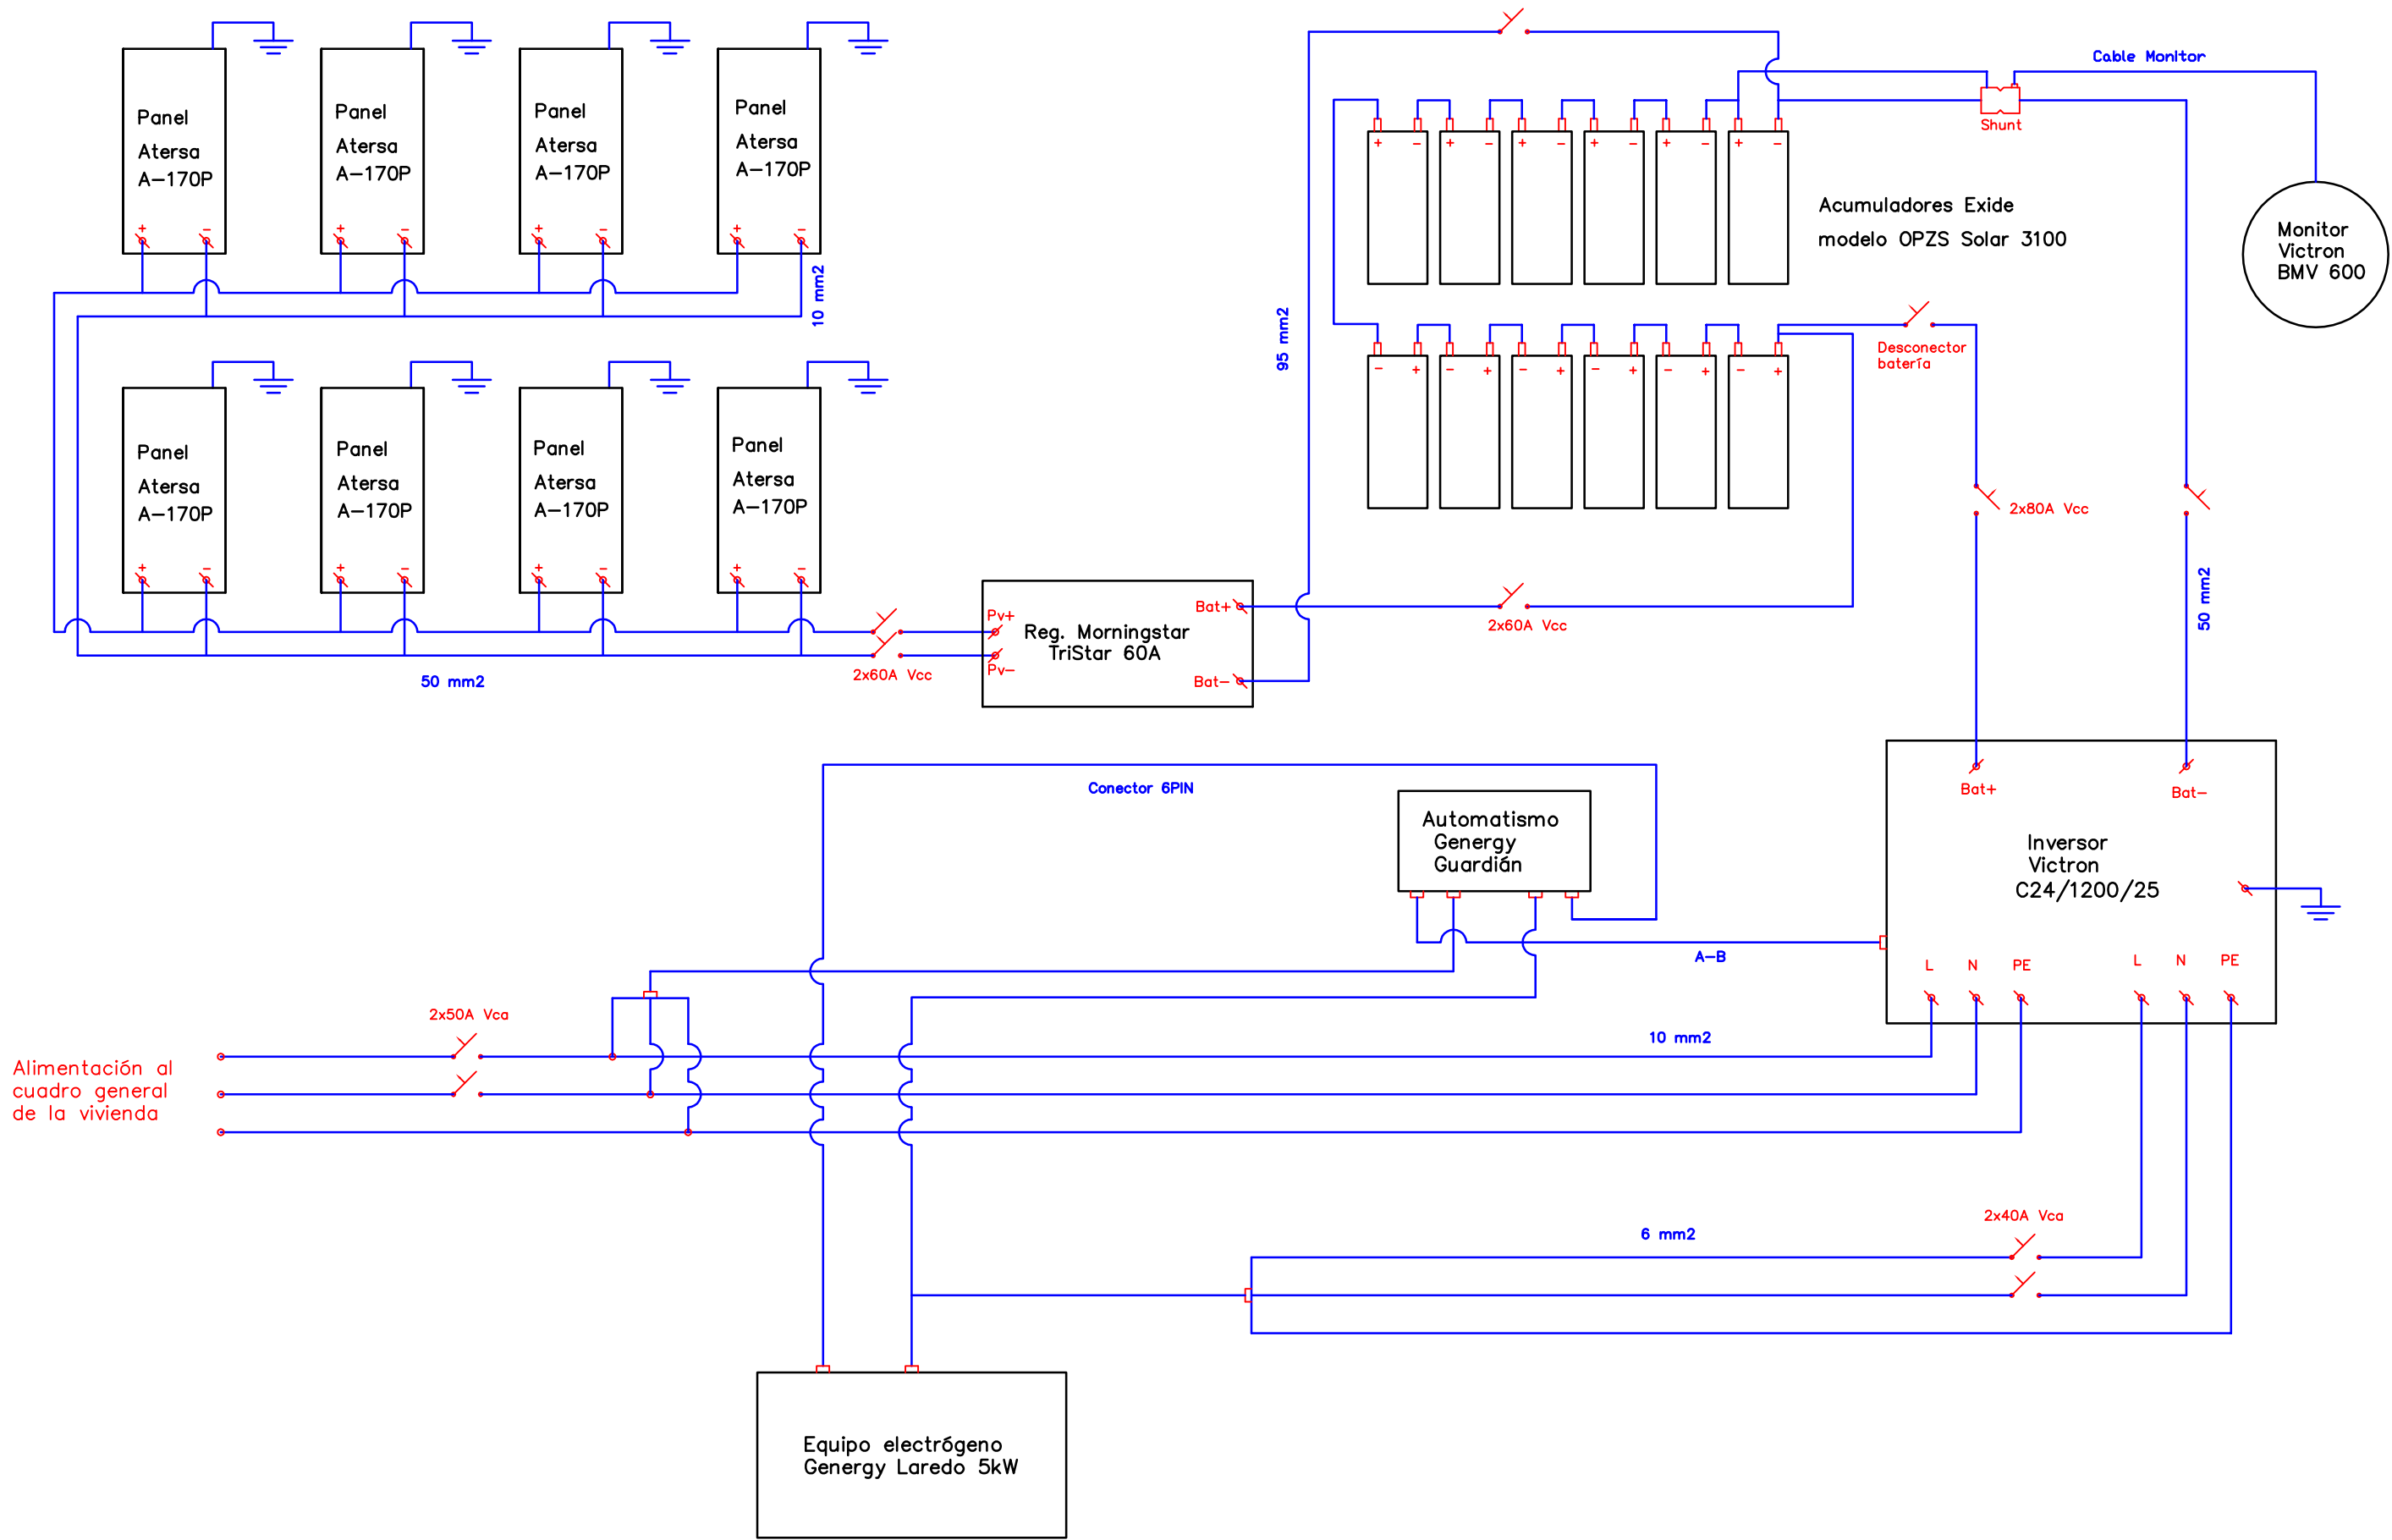 Panel
Atersa
A-170P
+ -
Panel
Atersa
A-170P
+ -
Panel
Atersa
A-170P
+ -
Panel
Atersa
A-170P
+ -
10 mm2
Panel
Atersa
A-170P
+ -
Panel
Atersa
A-170P
+ -
Panel
Atersa
A-170P
+ -
Panel
Atersa
A-170P
+ -
50 mm2
2x60A Vcc
Pv+
Pv-
Reg. Morningstar
TriStar 60A
Bat+
Bat-
2x60A Vcc
95 mm2
+ - + - + - + - + - + -
- + - + - + - + - + - +
Acumuladores Exide
modelo OPZS Solar 3100
Shunt
Cable Monitor
Monitor
Victron
BMV 600
Desconector
batería
2x80A Vcc
50 mm2
Bat+
Bat-
Inversor
Victron
C24/1200/25
L N PE
L N PE
Conector 6PIN
Automatismo
Genergy
Guardián
A-B
2x50A Vca
10 mm2
Alimentación al
cuadro general
de la vivienda
2x40A Vca
6 mm2
Equipo electrógeno
Genergy Laredo 5kW